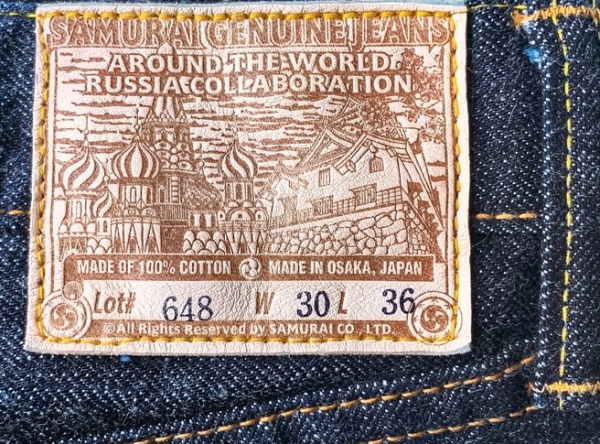 SAMURAI GENUINE JEANS
AROUND THE WORLD
RUSSIA COLLABORATION
MADE OF 100% COTTON MADE IN OSAKA, JAPAN
Lot# 648 W 30 L 36
©All Rights Reserved by SAMURAI CO., LTD.